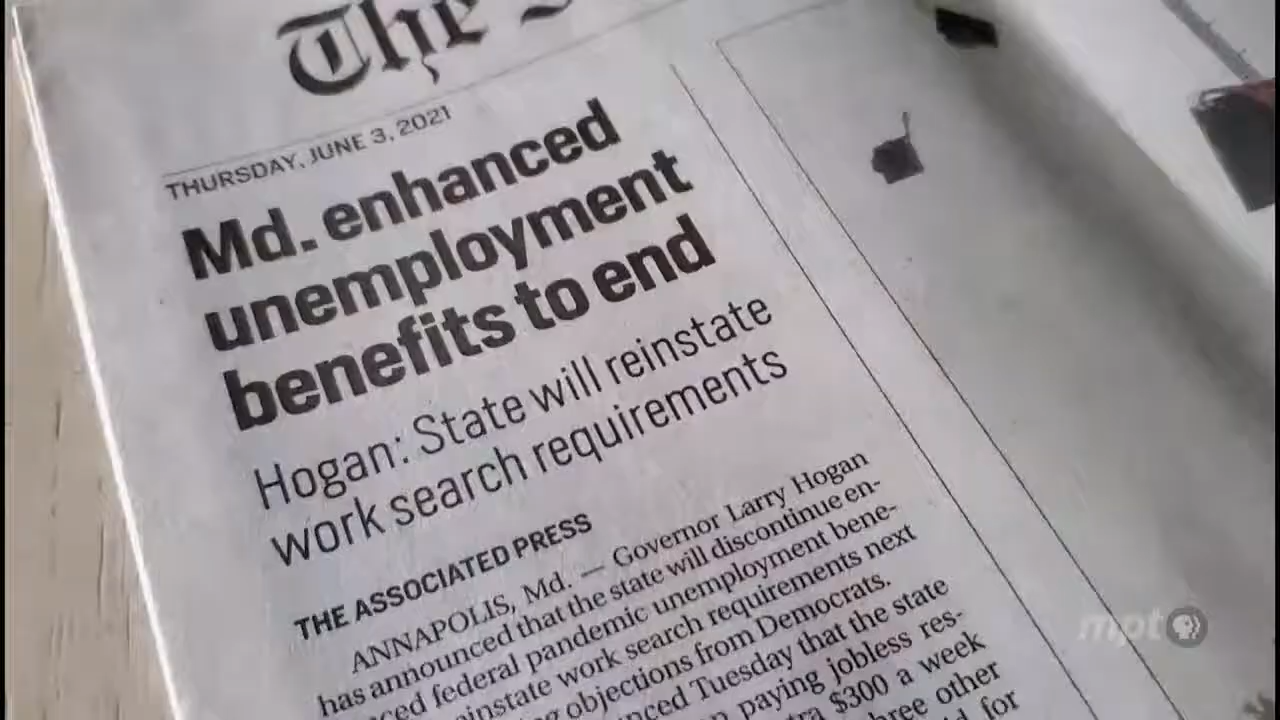 The
THURSDAY, JUNE 3, 2021
Md. enhanced
unemployment
benefits to end
Hogan: State will reinstate
work search requirements
THE ASSOCIATED PRESS
ANNAPOLIS, Md. — Governor Larry Hogan
has announced that the state will discontinue en-
federal pandemic unemployment bene-
work search requirements next
objections from Democrats.
Tuesday that the state
paying jobless res-
$300 a week
other
for
mpt